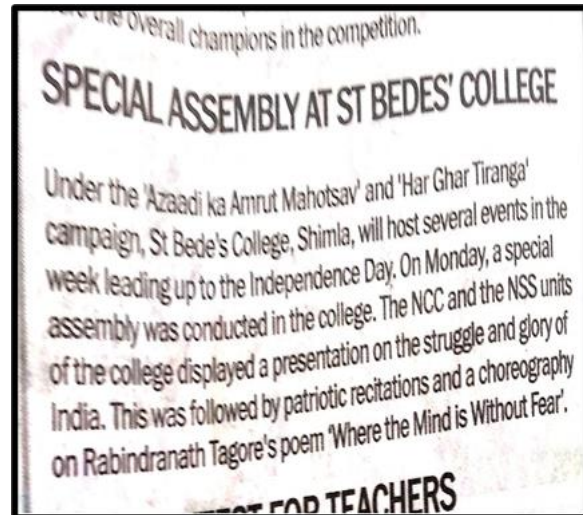 the overall champions in the competition.
SPECIAL ASSEMBLY AT ST BEDES' COLLEGE
Under the 'Azaadi ka Amrut Mahotsav' and 'Har Ghar Tiranga'
campaign, St Bede's College, Shimla, will host several events in the
week leading up to the Independence Day. On Monday, a special
assembly was conducted in the college. The NCC and the NSS units
of the college displayed a presentation on the struggle and glory of
India. This was followed by patriotic recitations and a choreography
on Rabindranath Tagore's poem 'Where the Mind is Without Fear'.
FOR TEACHERS